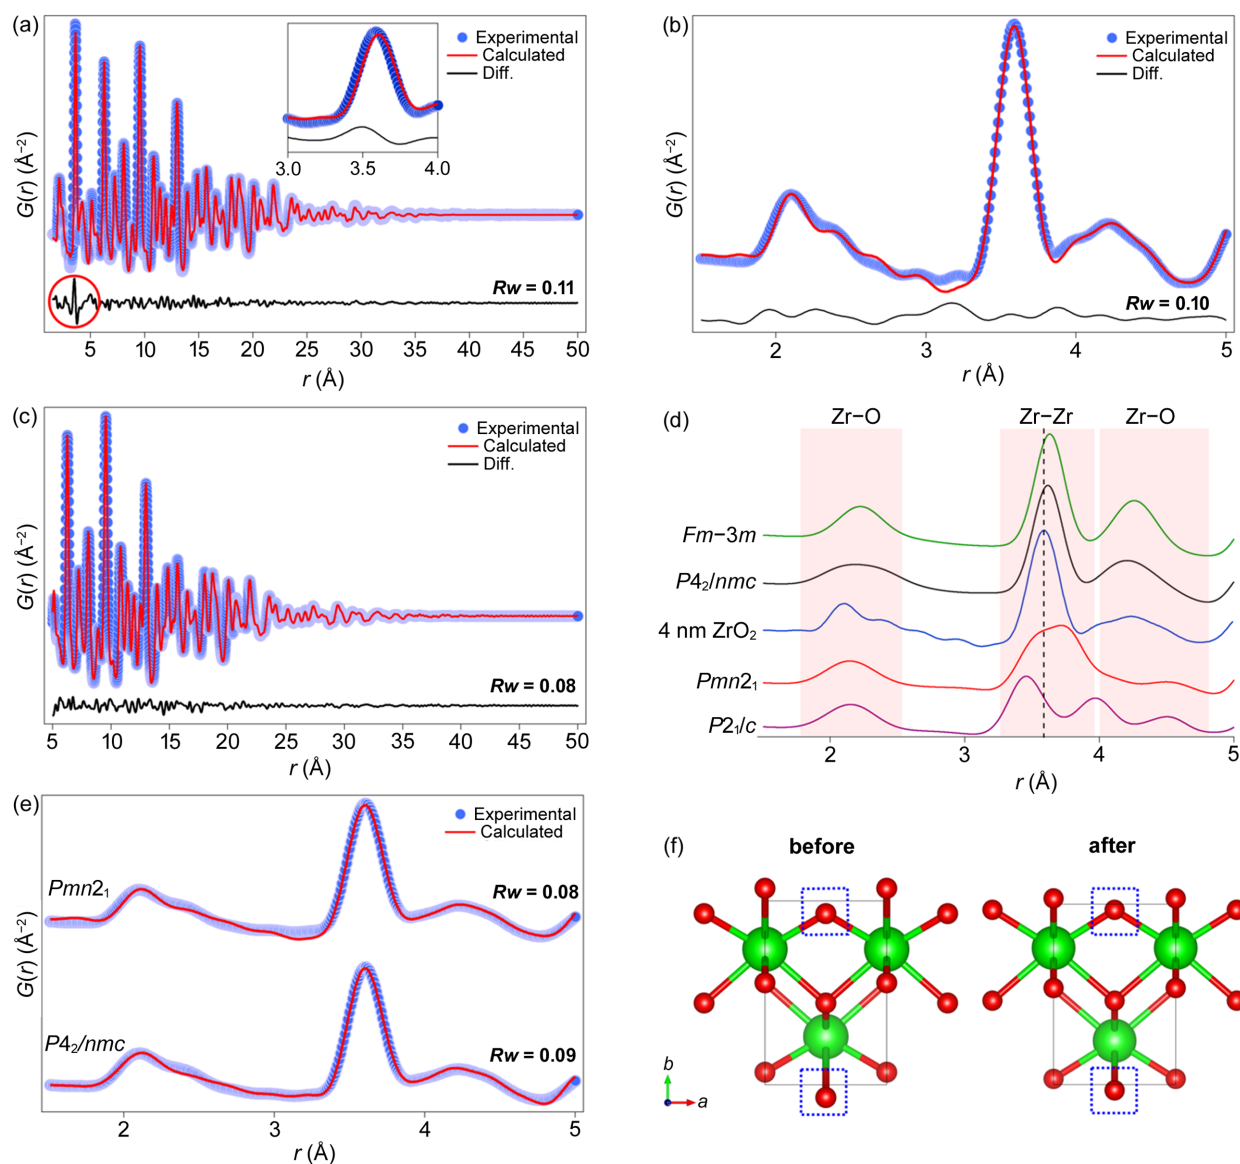 (a)
Experimental
Calculated
Diff.
3.0 3.5 4.0
G(r) (Å⁻²)
Rw = 0.11
5 10 15 20 25 30 35 40 45 50
r (Å)
(b)
Experimental
Calculated
Diff.
G(r) (Å⁻²)
Rw = 0.10
2 3 4 5
r (Å)
(c)
Experimental
Calculated
Diff.
G(r) (Å⁻²)
Rw = 0.08
5 10 15 20 25 30 35 40 45 50
r (Å)
(d)
Zr−O Zr−Zr Zr−O
Fm−3m
P4₂/nmc
4 nm ZrO₂
Pmn2₁
P2₁/c
2 3 4 5
r (Å)
(e)
Experimental
Calculated
Pmn2₁
Rw = 0.08
G(r) (Å⁻²)
P4₂/nmc
Rw = 0.09
2 3 4 5
r (Å)
(f)
before after
b
a